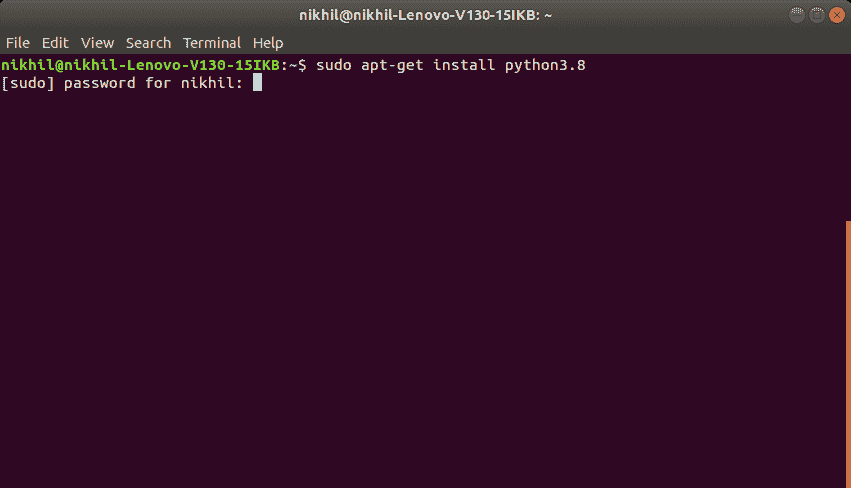 nikhil@nikhil-Lenovo-V130-15IKB: ~
File Edit View Search Terminal Help
nikhil@nikhil-Lenovo-V130-15IKB:~$ sudo apt-get install python3.8
[sudo] password for nikhil: